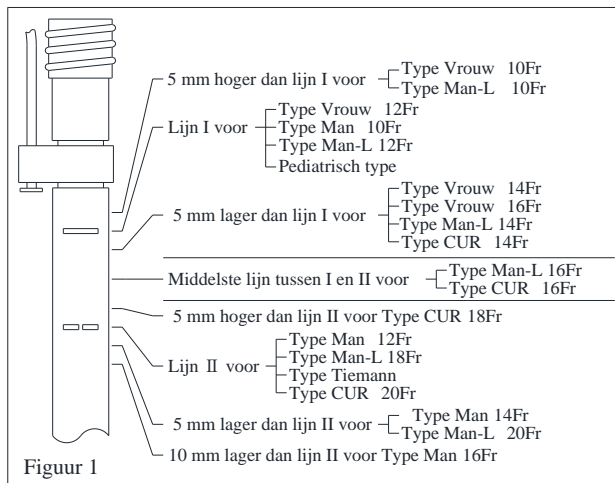 5 mm hoger dan lijn I voor
Type Vrouw 10Fr
Type Man-L 10Fr
Lijn I voor
Type Vrouw 12Fr
Type Man 10Fr
Type Man-L 12Fr
Pediatrisch type
5 mm lager dan lijn I voor
Type Vrouw 14Fr
Type Vrouw 16Fr
Type Man-L 14Fr
Type CUR 14Fr
Middelste lijn tussen I en II voor
Type Man-L 16Fr
Type CUR 16Fr
5 mm hoger dan lijn II voor Type CUR 18Fr
Lijn II voor
Type Man 12Fr
Type Man-L 18Fr
Type Tiemann
Type CUR 20Fr
5 mm lager dan lijn II voor
Type Man 14Fr
Type Man-L 20Fr
10 mm lager dan lijn II voor Type Man 16Fr
Figuur 1